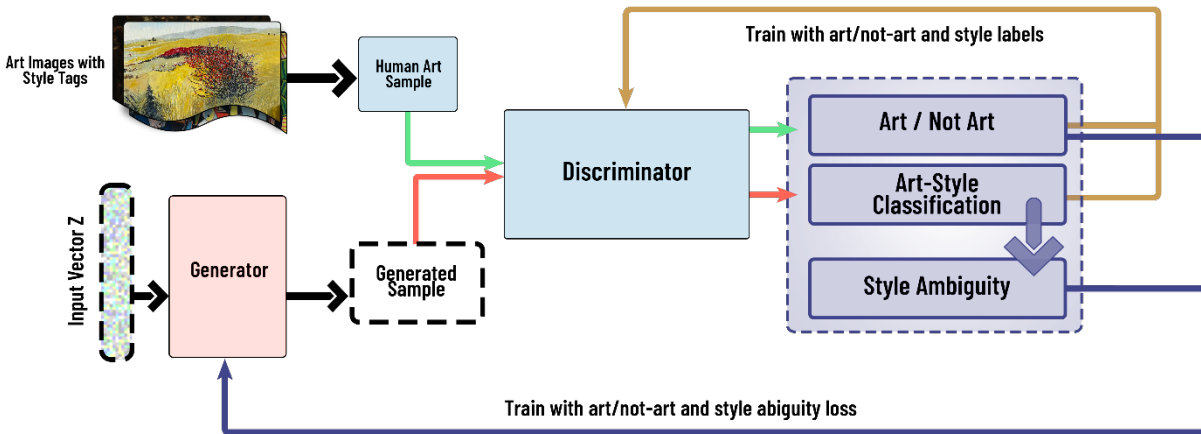 Art Images with
Style Tags
Human Art
Sample
Train with art/not-art and style labels
Discriminator
Art / Not Art
Art-Style
Classification
Style Ambiguity
Input Vector Z
Generator
Generated
Sample
Train with art/not-art and style abiguity loss